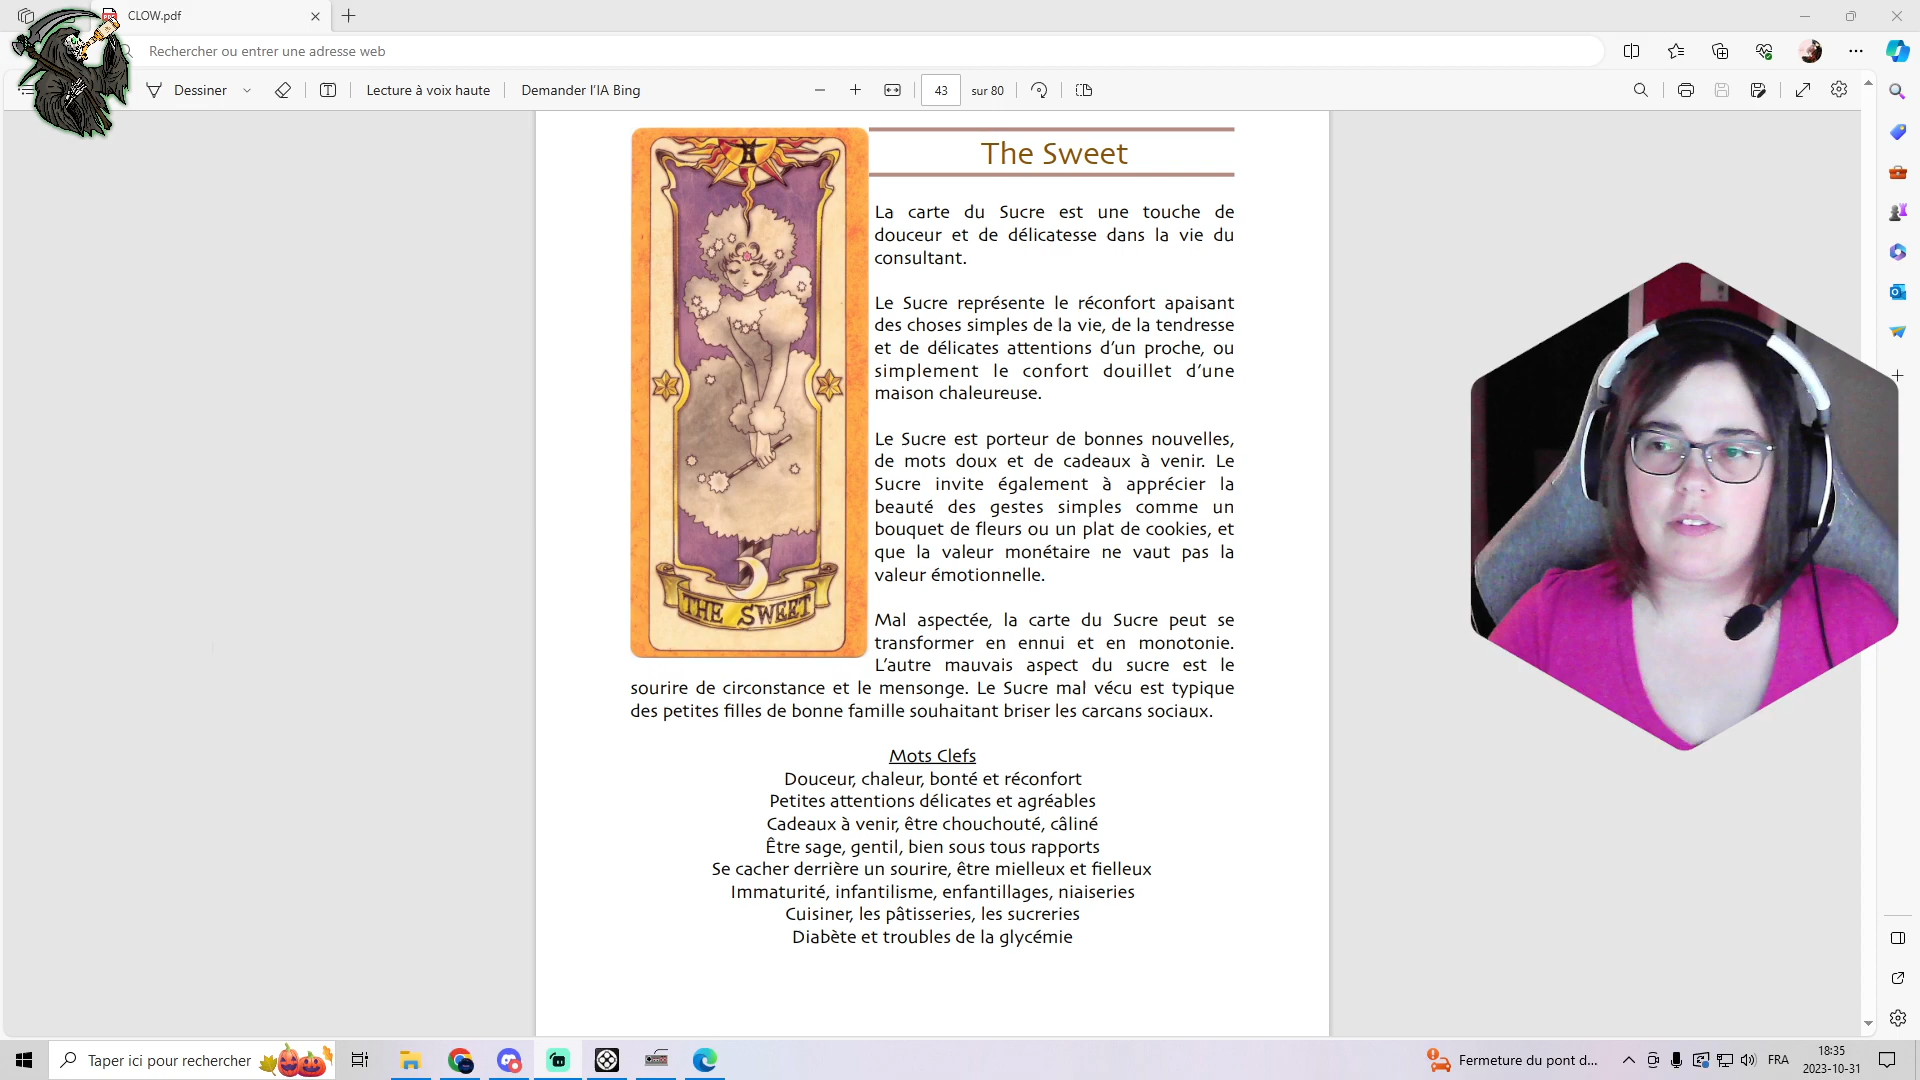 CLOW.pdf
Rechercher ou entrer une adresse web
Dessiner
Lecture à voix haute
Demander l'IA Bing
43
sur 80
The Sweet
La carte du Sucre est une touche de
douceur et de délicatesse dans la vie du
consultant.
Le Sucre représente le réconfort apaisant
des choses simples de la vie, de la tendresse
et de délicates attentions d'un proche, ou
simplement le confort douillet d'une
maison chaleureuse.
Le Sucre est porteur de bonnes nouvelles,
de mots doux et de cadeaux à venir. Le
Sucre invite également à apprécier la
beauté des gestes simples comme un
bouquet de fleurs ou un plat de cookies, et
que la valeur monétaire ne vaut pas la
valeur émotionnelle.
Mal aspectée, la carte du Sucre peut se
transformer en ennui et en monotonie.
L'autre mauvais aspect du sucre est le
sourire de circonstance et le mensonge. Le Sucre mal vécu est typique
des petites filles de bonne famille souhaitant briser les carcans sociaux.
THE SWEET
Mots Clefs
Douceur, chaleur, bonté et réconfort
Petites attentions délicates et agréables
Cadeaux à venir, être chouchouté, câliné
Être sage, gentil, bien sous tous rapports
Se cacher derrière un sourire, être mielleux et fielleux
Immaturité, infantilisme, enfantillages, niaiseries
Cuisiner, les pâtisseries, les sucreries
Diabète et troubles de la glycémie
Taper ici pour rechercher
Fermeture du pont d...
FRA
18:35
2023-10-31